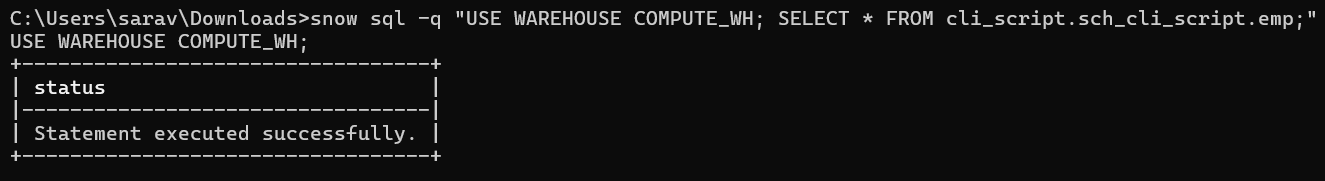 C:\Users\sarav\Downloads>snow sql -q "USE WAREHOUSE COMPUTE_WH; SELECT * FROM cli_script.sch_cli_script.emp;"
USE WAREHOUSE COMPUTE_WH;
+----------------------------------+
| status                           |
|----------------------------------|
| Statement executed successfully. |
+----------------------------------+